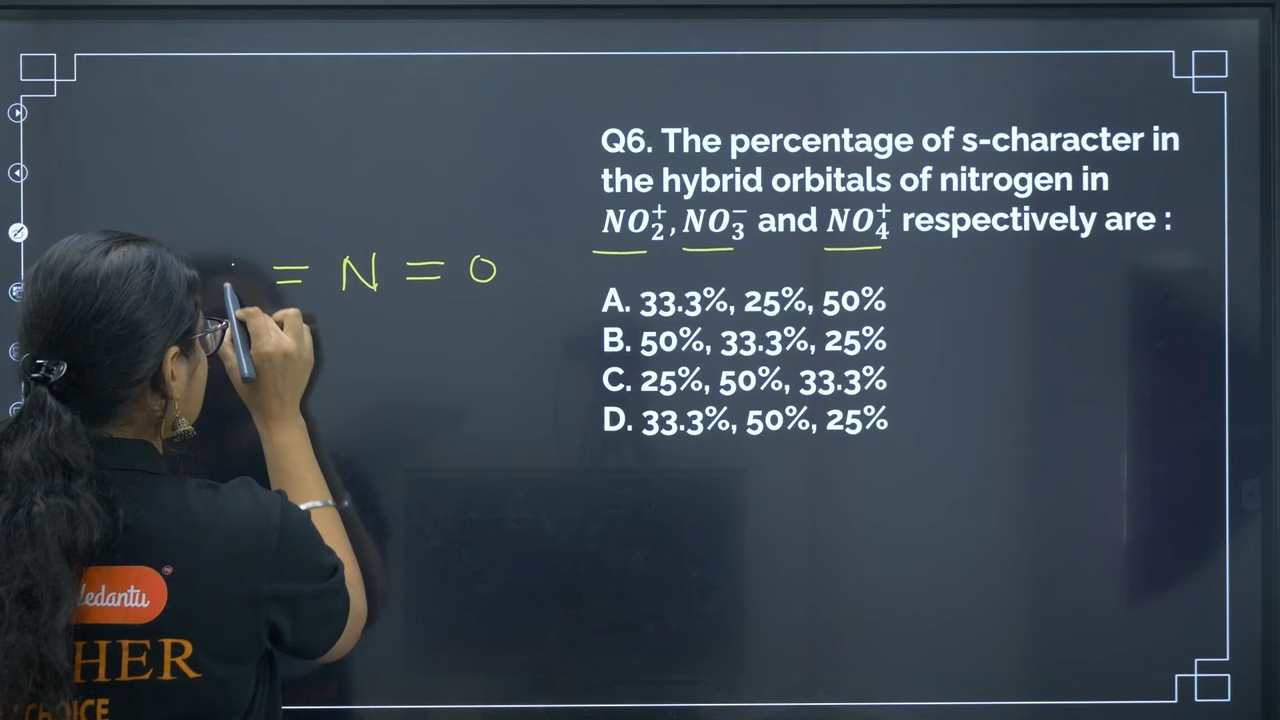 Q6. The percentage of s-character in
the hybrid orbitals of nitrogen in
NO₂⁺, NO₃⁻ and NO₄⁺ respectively are :
= N = O
A. 33.3%, 25%, 50%
B. 50%, 33.3%, 25%
C. 25%, 50%, 33.3%
D. 33.3%, 50%, 25%
edantu
HER
CHOICE